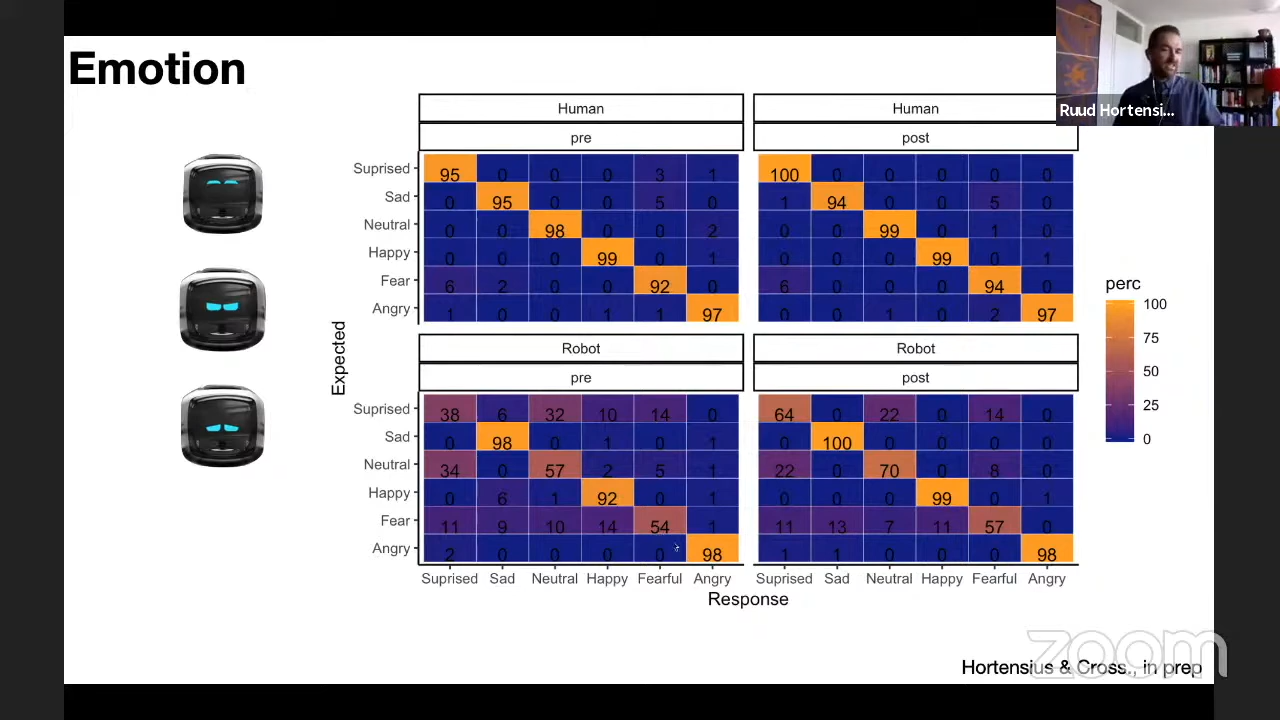 Emotion
Ruud Hortensi...
Human
Human
pre
post
Suprised 95 0 0 0 3 1 100 0 0 0 0 0
Sad 0 95 0 0 5 0 1 94 0 0 5 0
Neutral 0 0 98 0 0 2 0 0 99 0 1 0
Happy 0 0 0 99 0 1 0 0 0 99 0 1
Fear 6 2 0 0 92 0 6 0 0 0 94 0
Angry 1 0 0 1 1 97 0 0 1 0 2 97
Expected
Robot
Robot
pre
post
Suprised 38 6 32 10 14 0 64 0 22 0 14 0
Sad 0 98 0 1 0 1 0 100 0 0 0 0
Neutral 34 0 57 2 5 1 22 0 70 0 8 0
Happy 0 6 1 92 0 1 0 0 0 99 0 1
Fear 11 9 10 14 54 1 11 13 7 11 57 0
Angry 2 0 0 0 0 98 1 1 0 0 0 98
Suprised Sad Neutral Happy Fearful Angry Suprised Sad Neutral Happy Fearful Angry
Response
perc
100
75
50
25
0
zoom
Hortensius & Cross., in prep